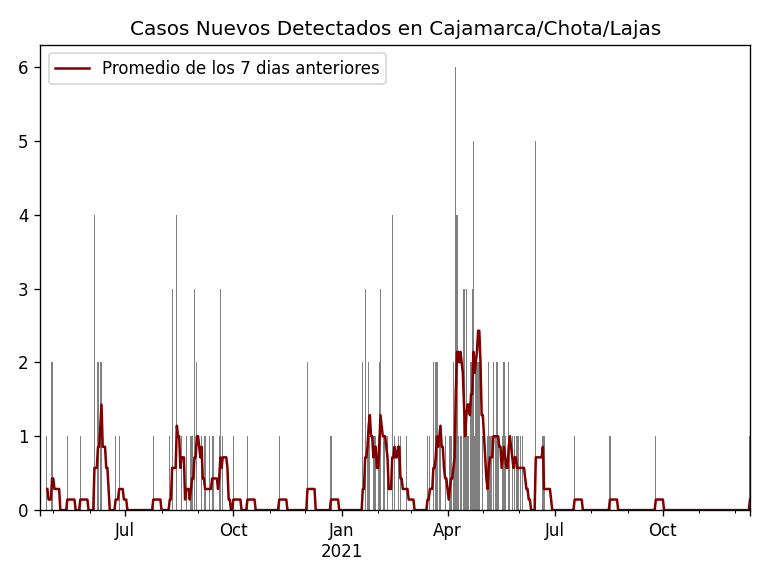 Casos Nuevos Detectados en Cajamarca/Chota/Lajas
Promedio de los 7 dias anteriores
6
5
4
3
2
1
0
Jul Oct Jan Apr Jul Oct
2021